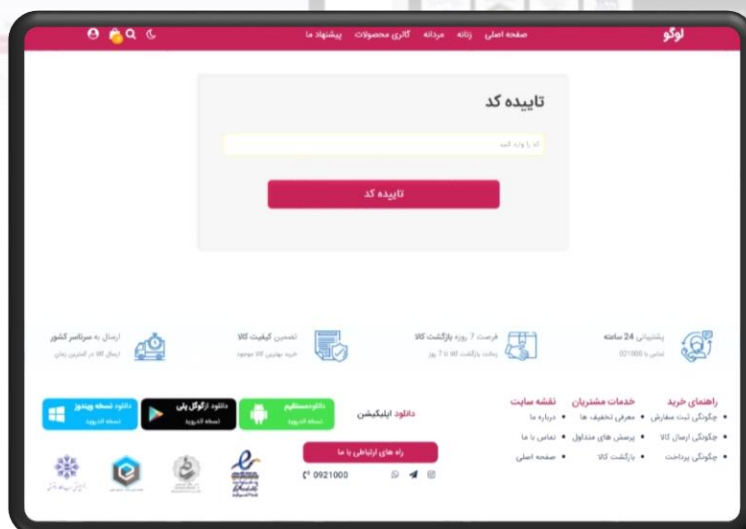 لوگو
صفحه اصلی زنانه مردانه گالری محصولات پیشنهاد ما
تاییده کد
کد را وارد کنید
تاییده کد
پشتیبانی 24 ساعته
تماس با 021000
فرصت 7 روزه بازگشت کالا
رسانت بازگشت کالا تا 7 روز
تضمین کیفیت کالا
خرید بهترین کالا موجود
ارسال به سرتاسر کشور
ارسال کالا در کمترین زمان
راهنمای خرید
• چگونگی ثبت سفارش
• چگونگی ارسال کالا
• چگونگی پرداخت
خدمات مشتریان
• معرفی تخفیف ها
• پرسش های متداول
• بازگشت کالا
نقشه سایت
• درباره ما
• تماس با ما
• صفحه اصلی
دانلود اپلیکیشن
دانلودمستقیم
نسخه اندروید
دانلود ازگوگل پلی
نسخه اندروید
دانلود نسخه ویندوز
نسخه اندروید
راه های ارتباطی با ما
0921000